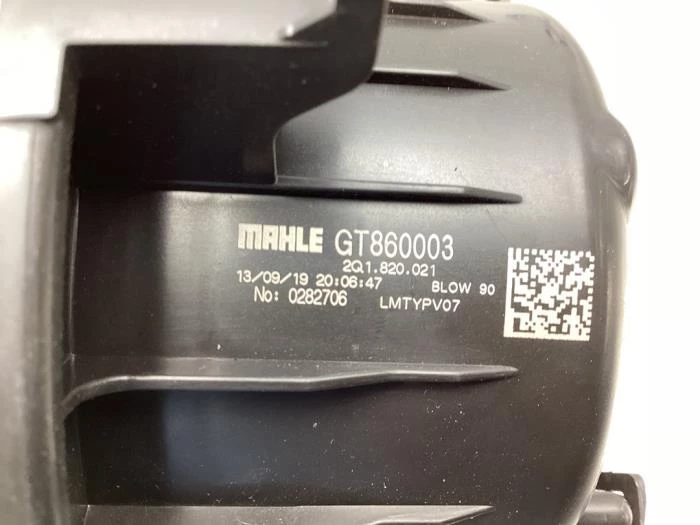 MAHLE GT860003
2Q1.820.021
13/09/19 20:06:47 BLOW 90
No: 0282706 LMTYPV07